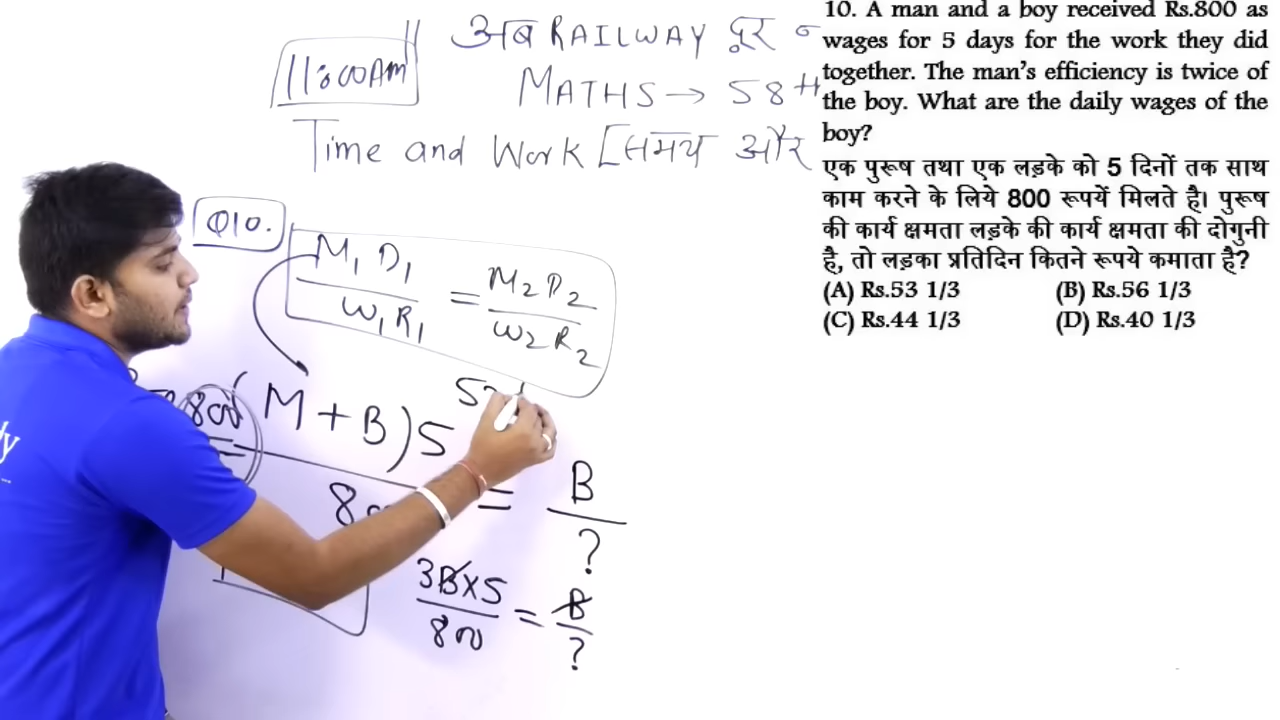 अब RAILWAY दूर
11:00AM
MATHS → 58
Time and Work [समय और
Q10.
M₁ D₁ / W₁ R₁ = M₂ D₂ / W₂ R₂
800
(M + B) 5 / 800 = B / ?
3B×5 / 800 = B / ?
10. A man and a boy received Rs.800 as
wages for 5 days for the work they did
together. The man's efficiency is twice of
the boy. What are the daily wages of the
boy?
एक पुरूष तथा एक लड़के को 5 दिनों तक साथ
काम करने के लिये 800 रूपयें मिलते है। पुरूष
की कार्य क्षमता लड़के की कार्य क्षमता की दोगुनी
है, तो लड़का प्रतिदिन कितने रूपये कमाता है?
(A) Rs.53 1/3 (B) Rs.56 1/3
(C) Rs.44 1/3 (D) Rs.40 1/3